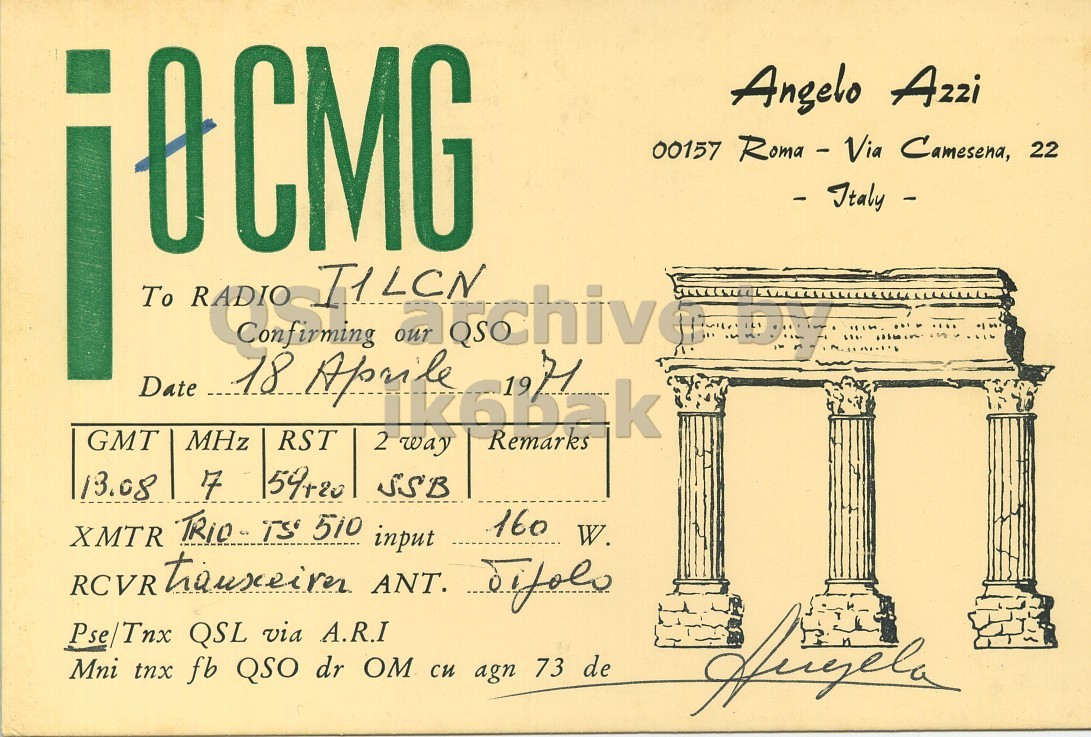 i0CMG
Angelo Azzi
00157 Roma - Via Camesena, 22
- Italy -
To RADIO I1LCN
Confirming our QSO
Date 18 Aprile 1971
GMT MHz RST 2 way Remarks
13.08 7 59+20 SSB
XMTR TRIO-TS 510 input 160 W.
RCVR transxeiver ANT. dipolo
Pse/Tnx QSL via A.R.I
Mni tnx fb QSO dr OM cu agn 73 de Angelo
QSL archive by
ik6bak